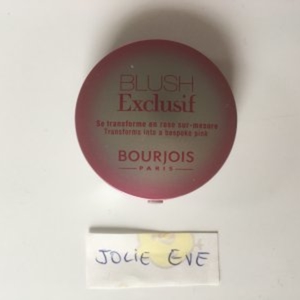 BLUSH
Exclusif
Se transforme en rose sur-mesure
Transforms into a bespoke pink
BOURJOIS
PARIS
JOLIE EVE